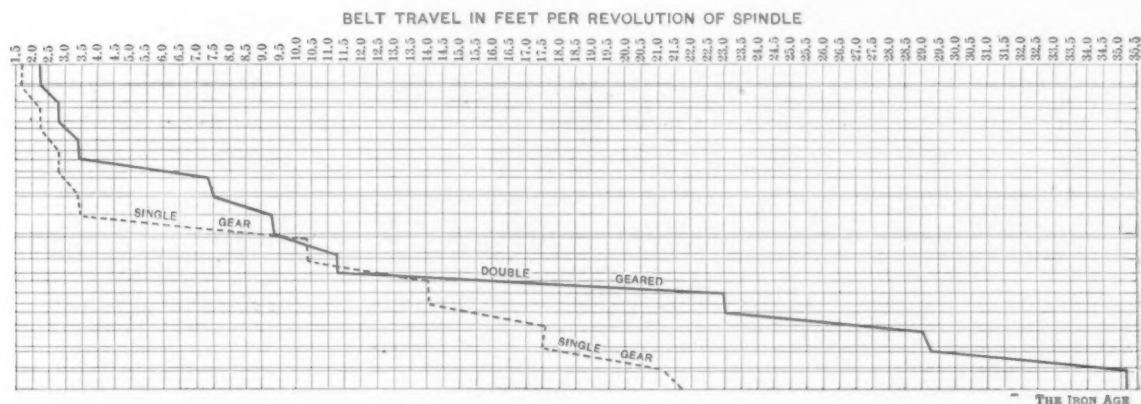 BELT TRAVEL IN FEET PER REVOLUTION OF SPINDLE
1.5 2.0 2.5 3.0 3.5 4.0 4.5 5.0 5.5 6.0 6.5 7.0 7.5 8.0 8.5 9.0 9.5 10.0 10.5 11.0 11.5 12.0 12.5 13.0 13.5 14.0 14.5 15.0 15.5 16.0 16.5 17.0 17.5 18.0 18.5 19.0 19.5 20.0 20.5 21.0 21.5 22.0 22.5 23.0 23.5 24.0 24.5 25.0 25.5 26.0 26.5 27.0 27.5 28.0 28.5 29.0 29.5 30.0 30.5 31.0 31.5 32.0 32.5 33.0 33.5 34.0 34.5 35.0
SINGLE GEAR
DOUBLE GEARED
SINGLE GEAR
THE IRON AGE